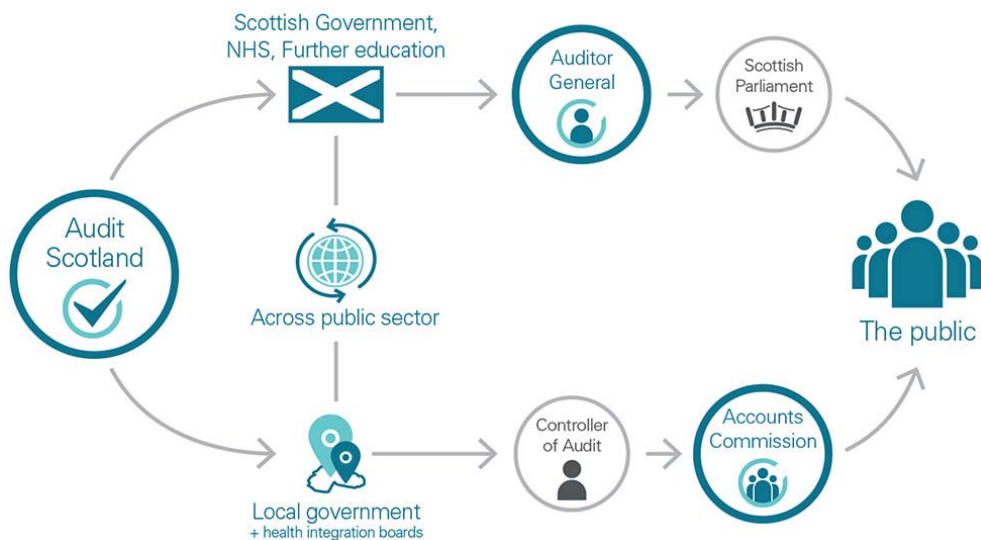 Scottish Government,
NHS, Further education
Auditor
General
Scottish
Parliament
Audit
Scotland
Across public sector
The public
Controller
of Audit
Accounts
Commission
Local government
+ health integration boards